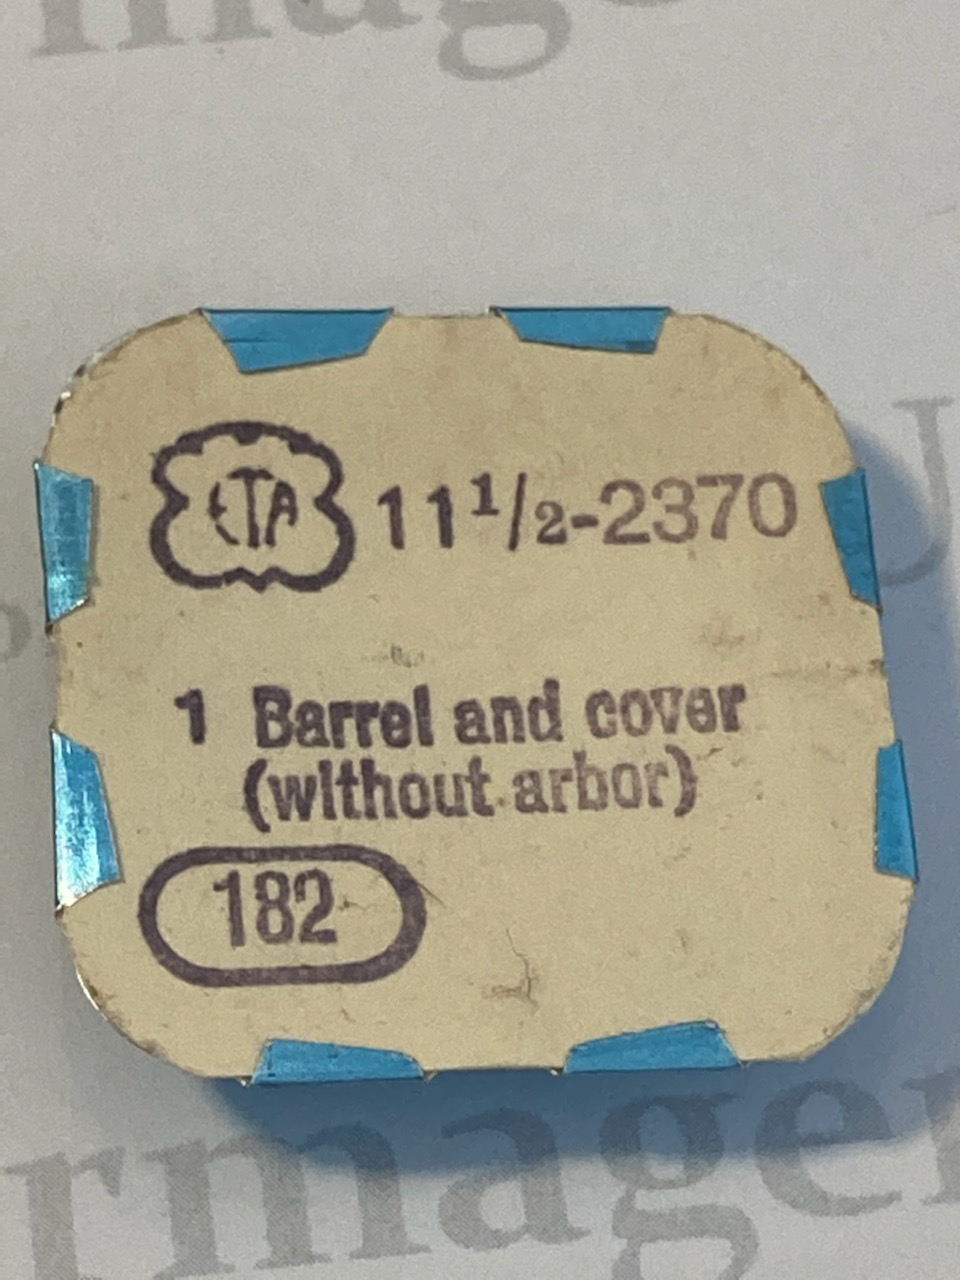 ETA 11 1/2-2370
1 Barrel and cover
(without arbor)
182